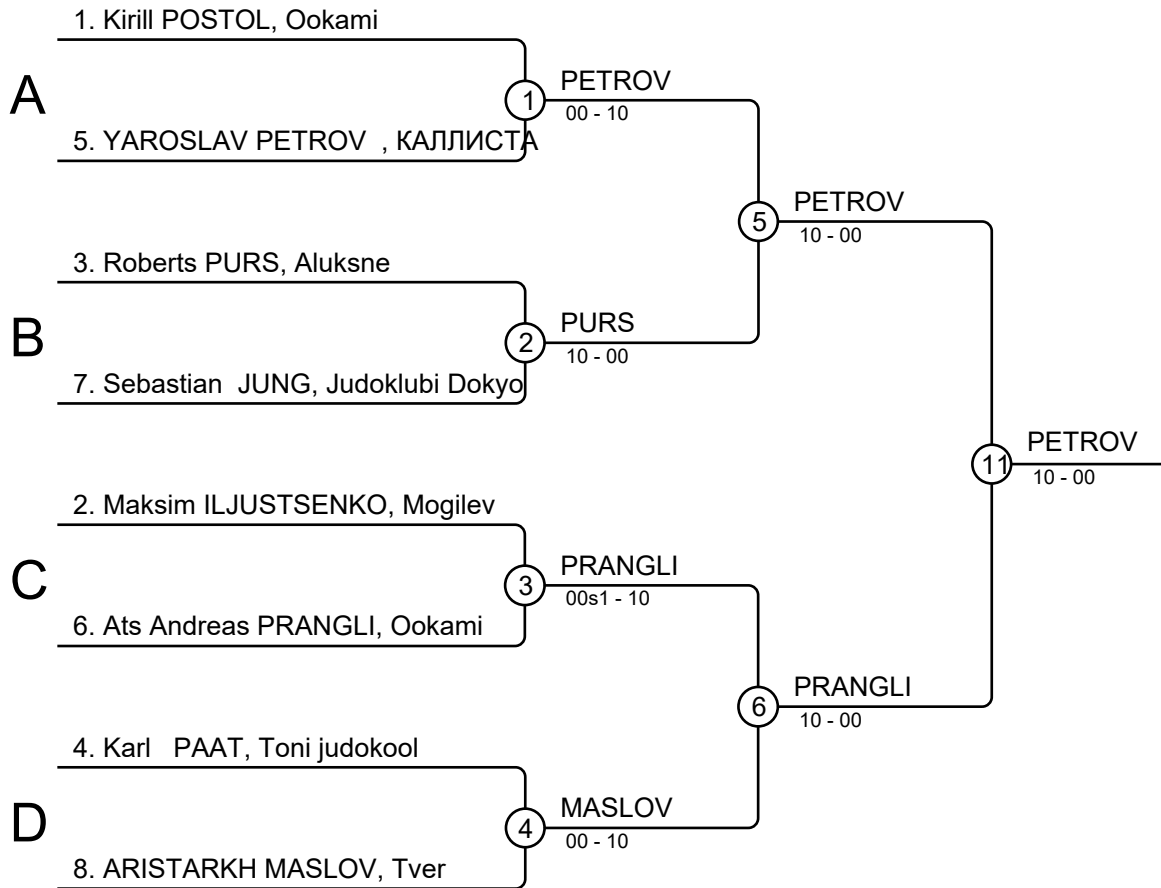 1. Kirill POSTOL, Ookami
A
1
PETROV
00 - 10
5. YAROSLAV PETROV , КАЛЛИСТА
5
PETROV
10 - 00
3. Roberts PURS, Aluksne
B
2
PURS
10 - 00
7. Sebastian JUNG, Judoklubi Dokyo
11
PETROV
10 - 00
2. Maksim ILJUSTSENKO, Mogilev
C
3
PRANGLI
00s1 - 10
6. Ats Andreas PRANGLI, Ookami
6
PRANGLI
10 - 00
4. Karl PAAT, Toni judokool
D
4
MASLOV
00 - 10
8. ARISTARKH MASLOV, Tver